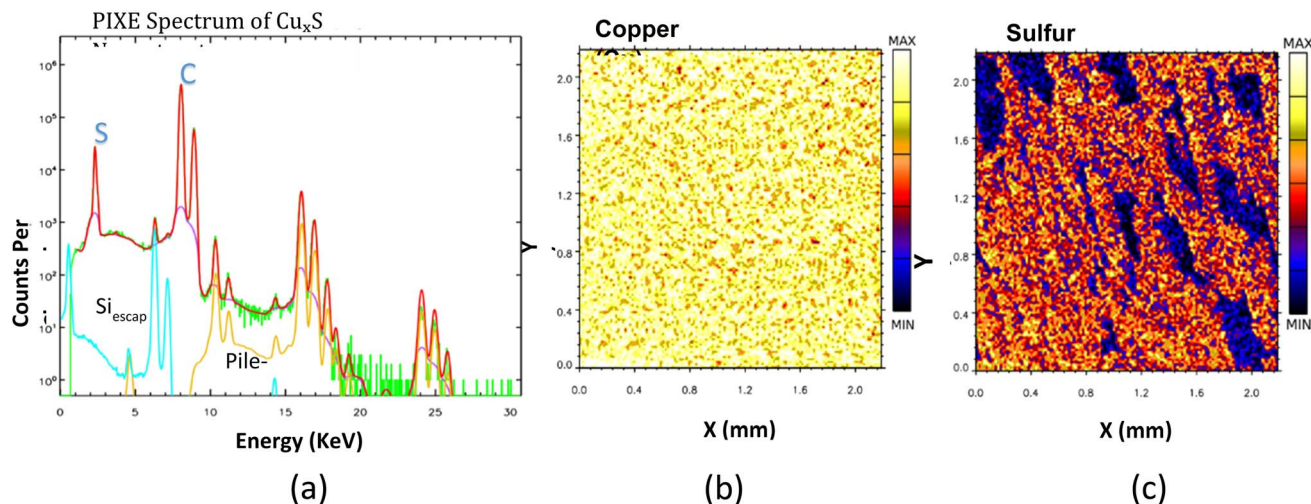 PIXE Spectrum of CuₓS
10⁶
10⁵
10⁴
10³
10²
10¹
10⁰
Counts Per
S
C
Si escap
Pile-
0 5 10 15 20 25 30
Energy (KeV)
(a)
Copper
2.0
1.6
1.2
0.8
0.4
0.0
Y
0.0 0.4 0.8 1.2 1.6 2.0
X (mm)
MAX
MIN
(b)
Sulfur
2.0
1.6
1.2
0.8
0.4
0.0
Y
0.0 0.4 0.8 1.2 1.6 2.0
X (mm)
MAX
MIN
(c)